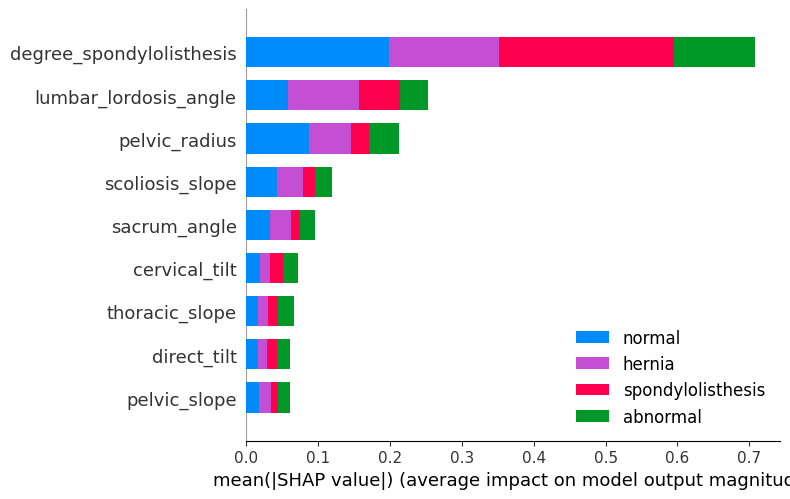 degree_spondylolisthesis
lumbar_lordosis_angle
pelvic_radius
scoliosis_slope
sacrum_angle
cervical_tilt
thoracic_slope
direct_tilt
pelvic_slope
normal
hernia
spondylolisthesis
abnormal
0.0 0.1 0.2 0.3 0.4 0.5 0.6 0.7
mean(|SHAP value|) (average impact on model output magnitud